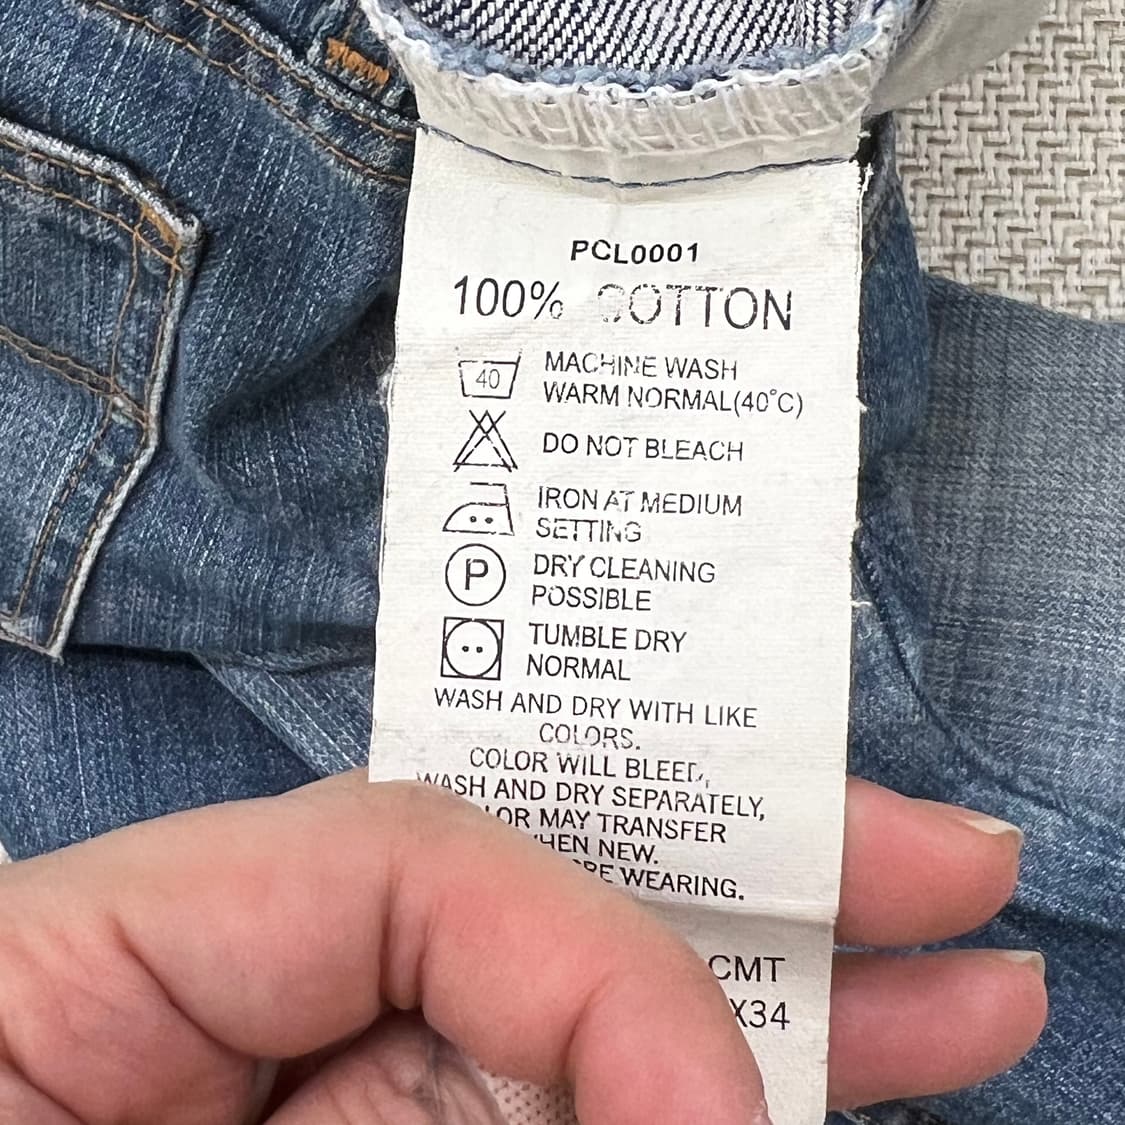 PCL0001
100% COTTON
40
MACHINE WASH
WARM NORMAL(40°C)
DO NOT BLEACH
IRON AT MEDIUM
SETTING
P
DRY CLEANING
POSSIBLE
TUMBLE DRY
NORMAL
WASH AND DRY WITH LIKE
COLORS.
COLOR WILL BLEED,
WASH AND DRY SEPARATELY,
MAY TRANSFER
NEW.
WEARING.
CMT
X34